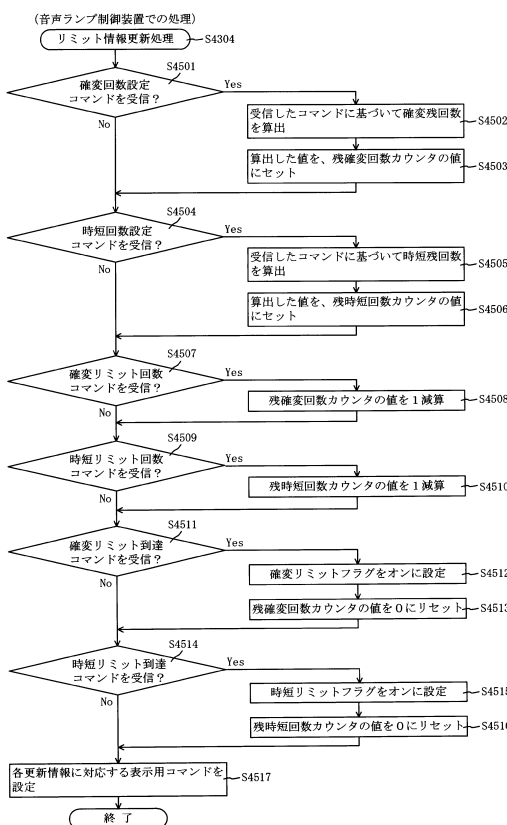 (音声ランプ制御装置での処理)
リミット情報更新処理
S4304
S4501
確変回数設定
コマンドを受信？
Yes
No
受信したコマンドに基づいて確変残回数
を算出
S4502
算出した値を、残確変回数カウンタの値
にセット
S4503
S4504
時短回数設定
コマンドを受信？
Yes
No
受信したコマンドに基づいて時短残回数
を算出
S4505
算出した値を、残時短回数カウンタの値
にセット
S4506
S4507
確変リミット回数
コマンドを受信？
Yes
No
残確変回数カウンタの値を１減算
S4508
S4509
時短リミット回数
コマンドを受信？
Yes
No
残時短回数カウンタの値を１減算
S4510
S4511
確変リミット到達
コマンドを受信？
Yes
No
確変リミットフラグをオンに設定
S4512
残確変回数カウンタの値を０にリセット
S4513
S4514
時短リミット到達
コマンドを受信？
Yes
No
時短リミットフラグをオンに設定
S4515
残時短回数カウンタの値を０にリセット
S4516
各更新情報に対応する表示用コマンドを
設定
S4517
終了